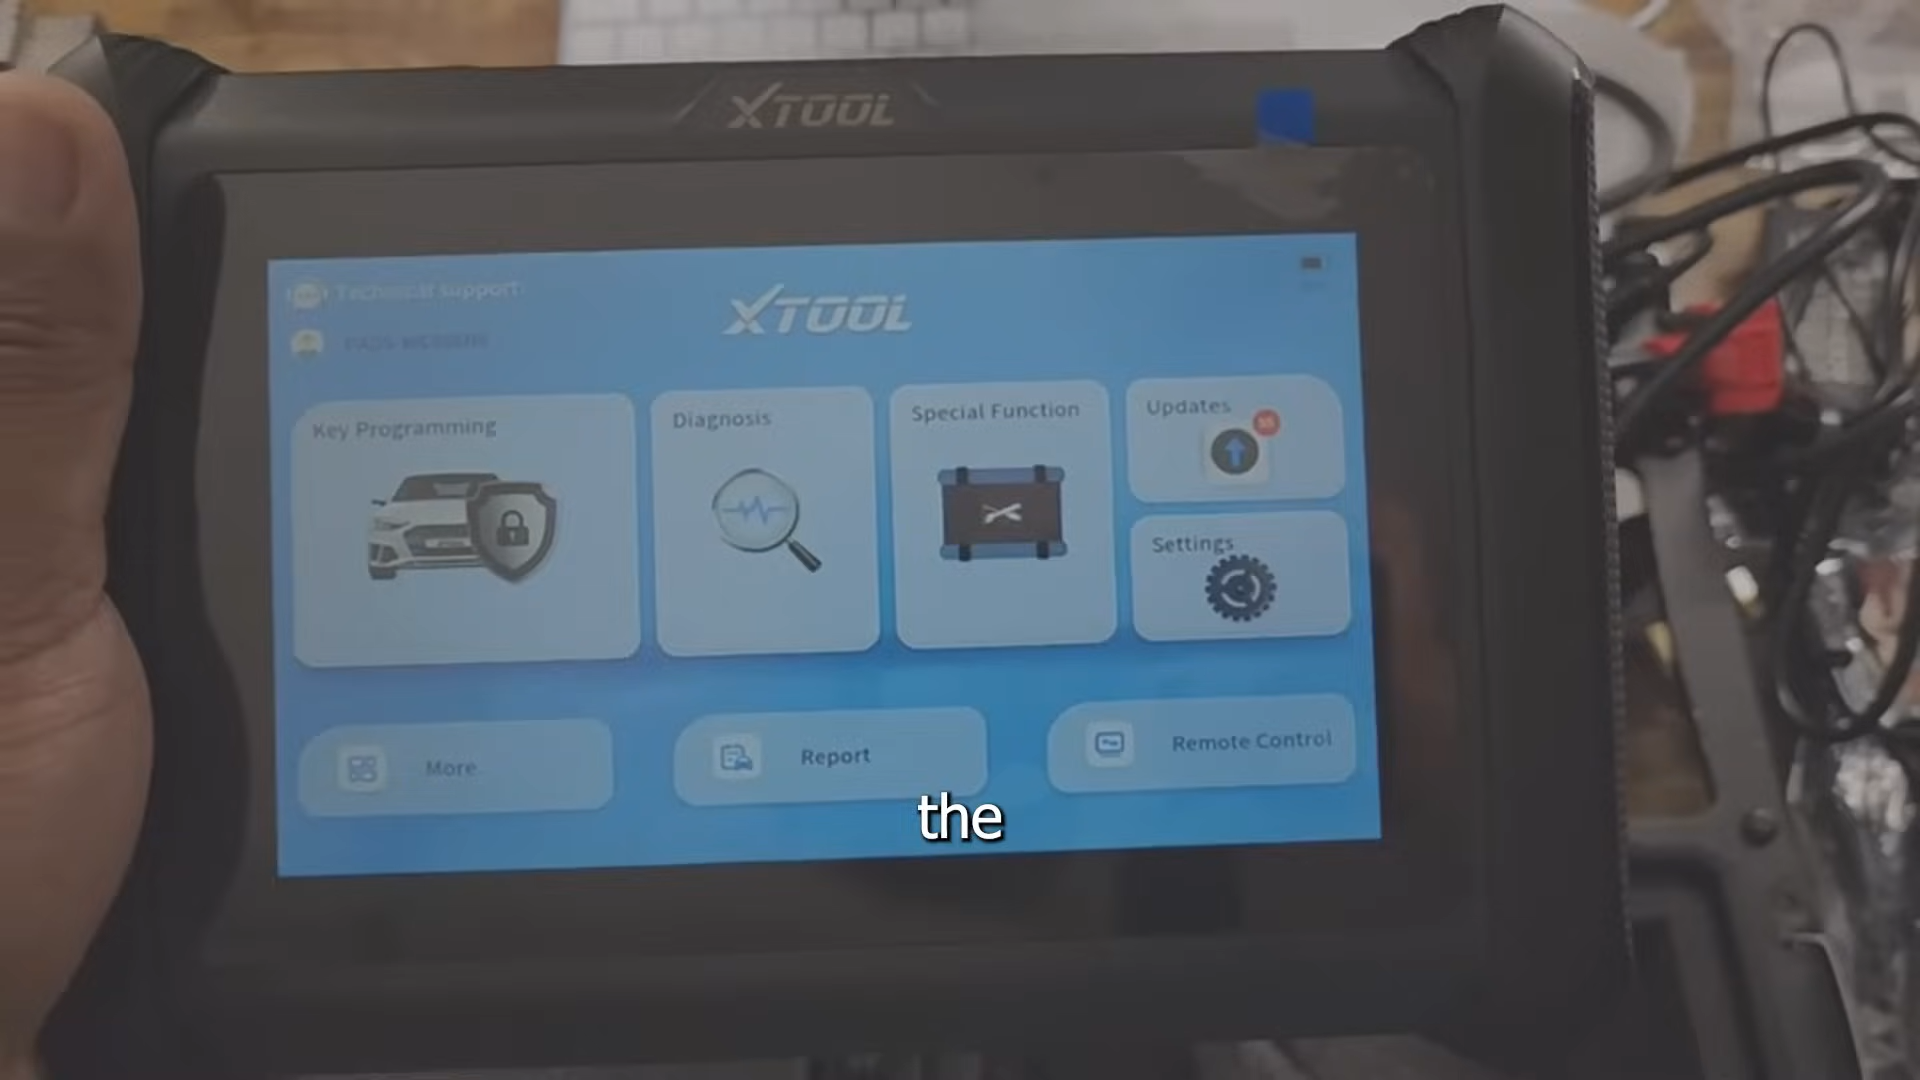 XTOOL
Technical support
XTOOL
Key Programming
Diagnosis
Special Function
Updates
Settings
More
Report
Remote Control
the